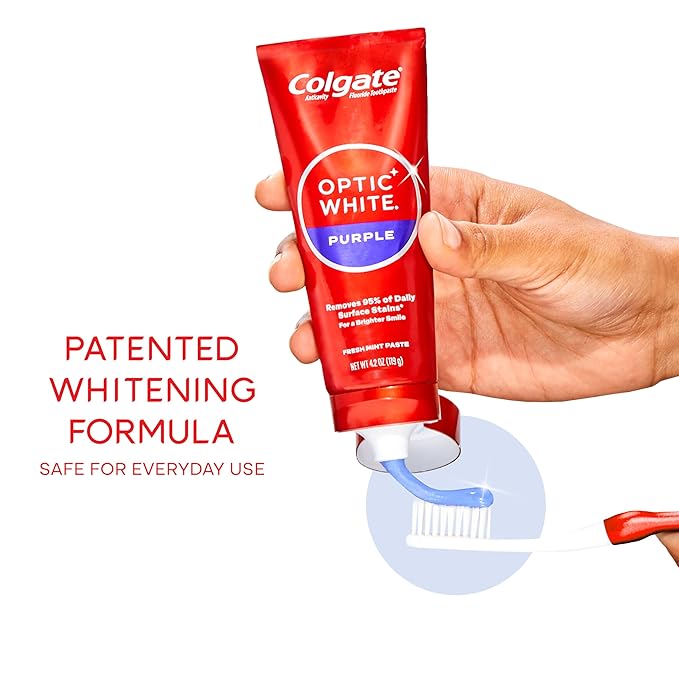 Colgate®
Anticavity Fluoride Toothpaste
OPTIC
WHITE.
PURPLE
Removes 95% of Daily
Surface Stains*
For a Brighter Smile
FRESH MINT PASTE
NET WT 4.2 OZ (119 g)
PATENTED
WHITENING
FORMULA
SAFE FOR EVERYDAY USE